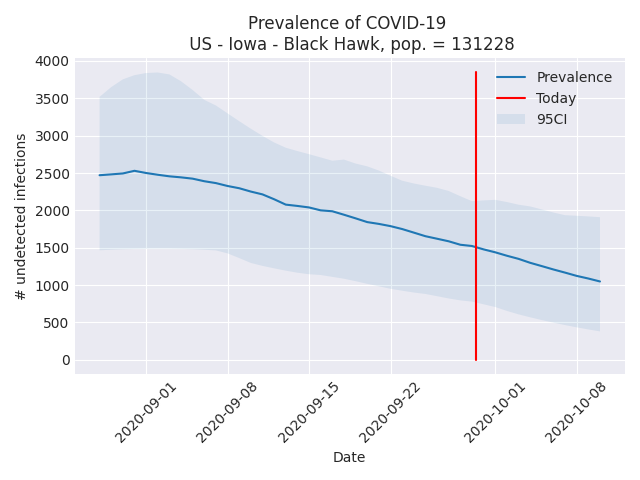 Prevalence of COVID-19
US - Iowa - Black Hawk, pop. = 131228
4000
3500
3000
2500
2000
1500
1000
500
0
# undetected infections
Prevalence
Today
95CI
2020-09-01
2020-09-08
2020-09-15
2020-09-22
2020-10-01
2020-10-08
Date